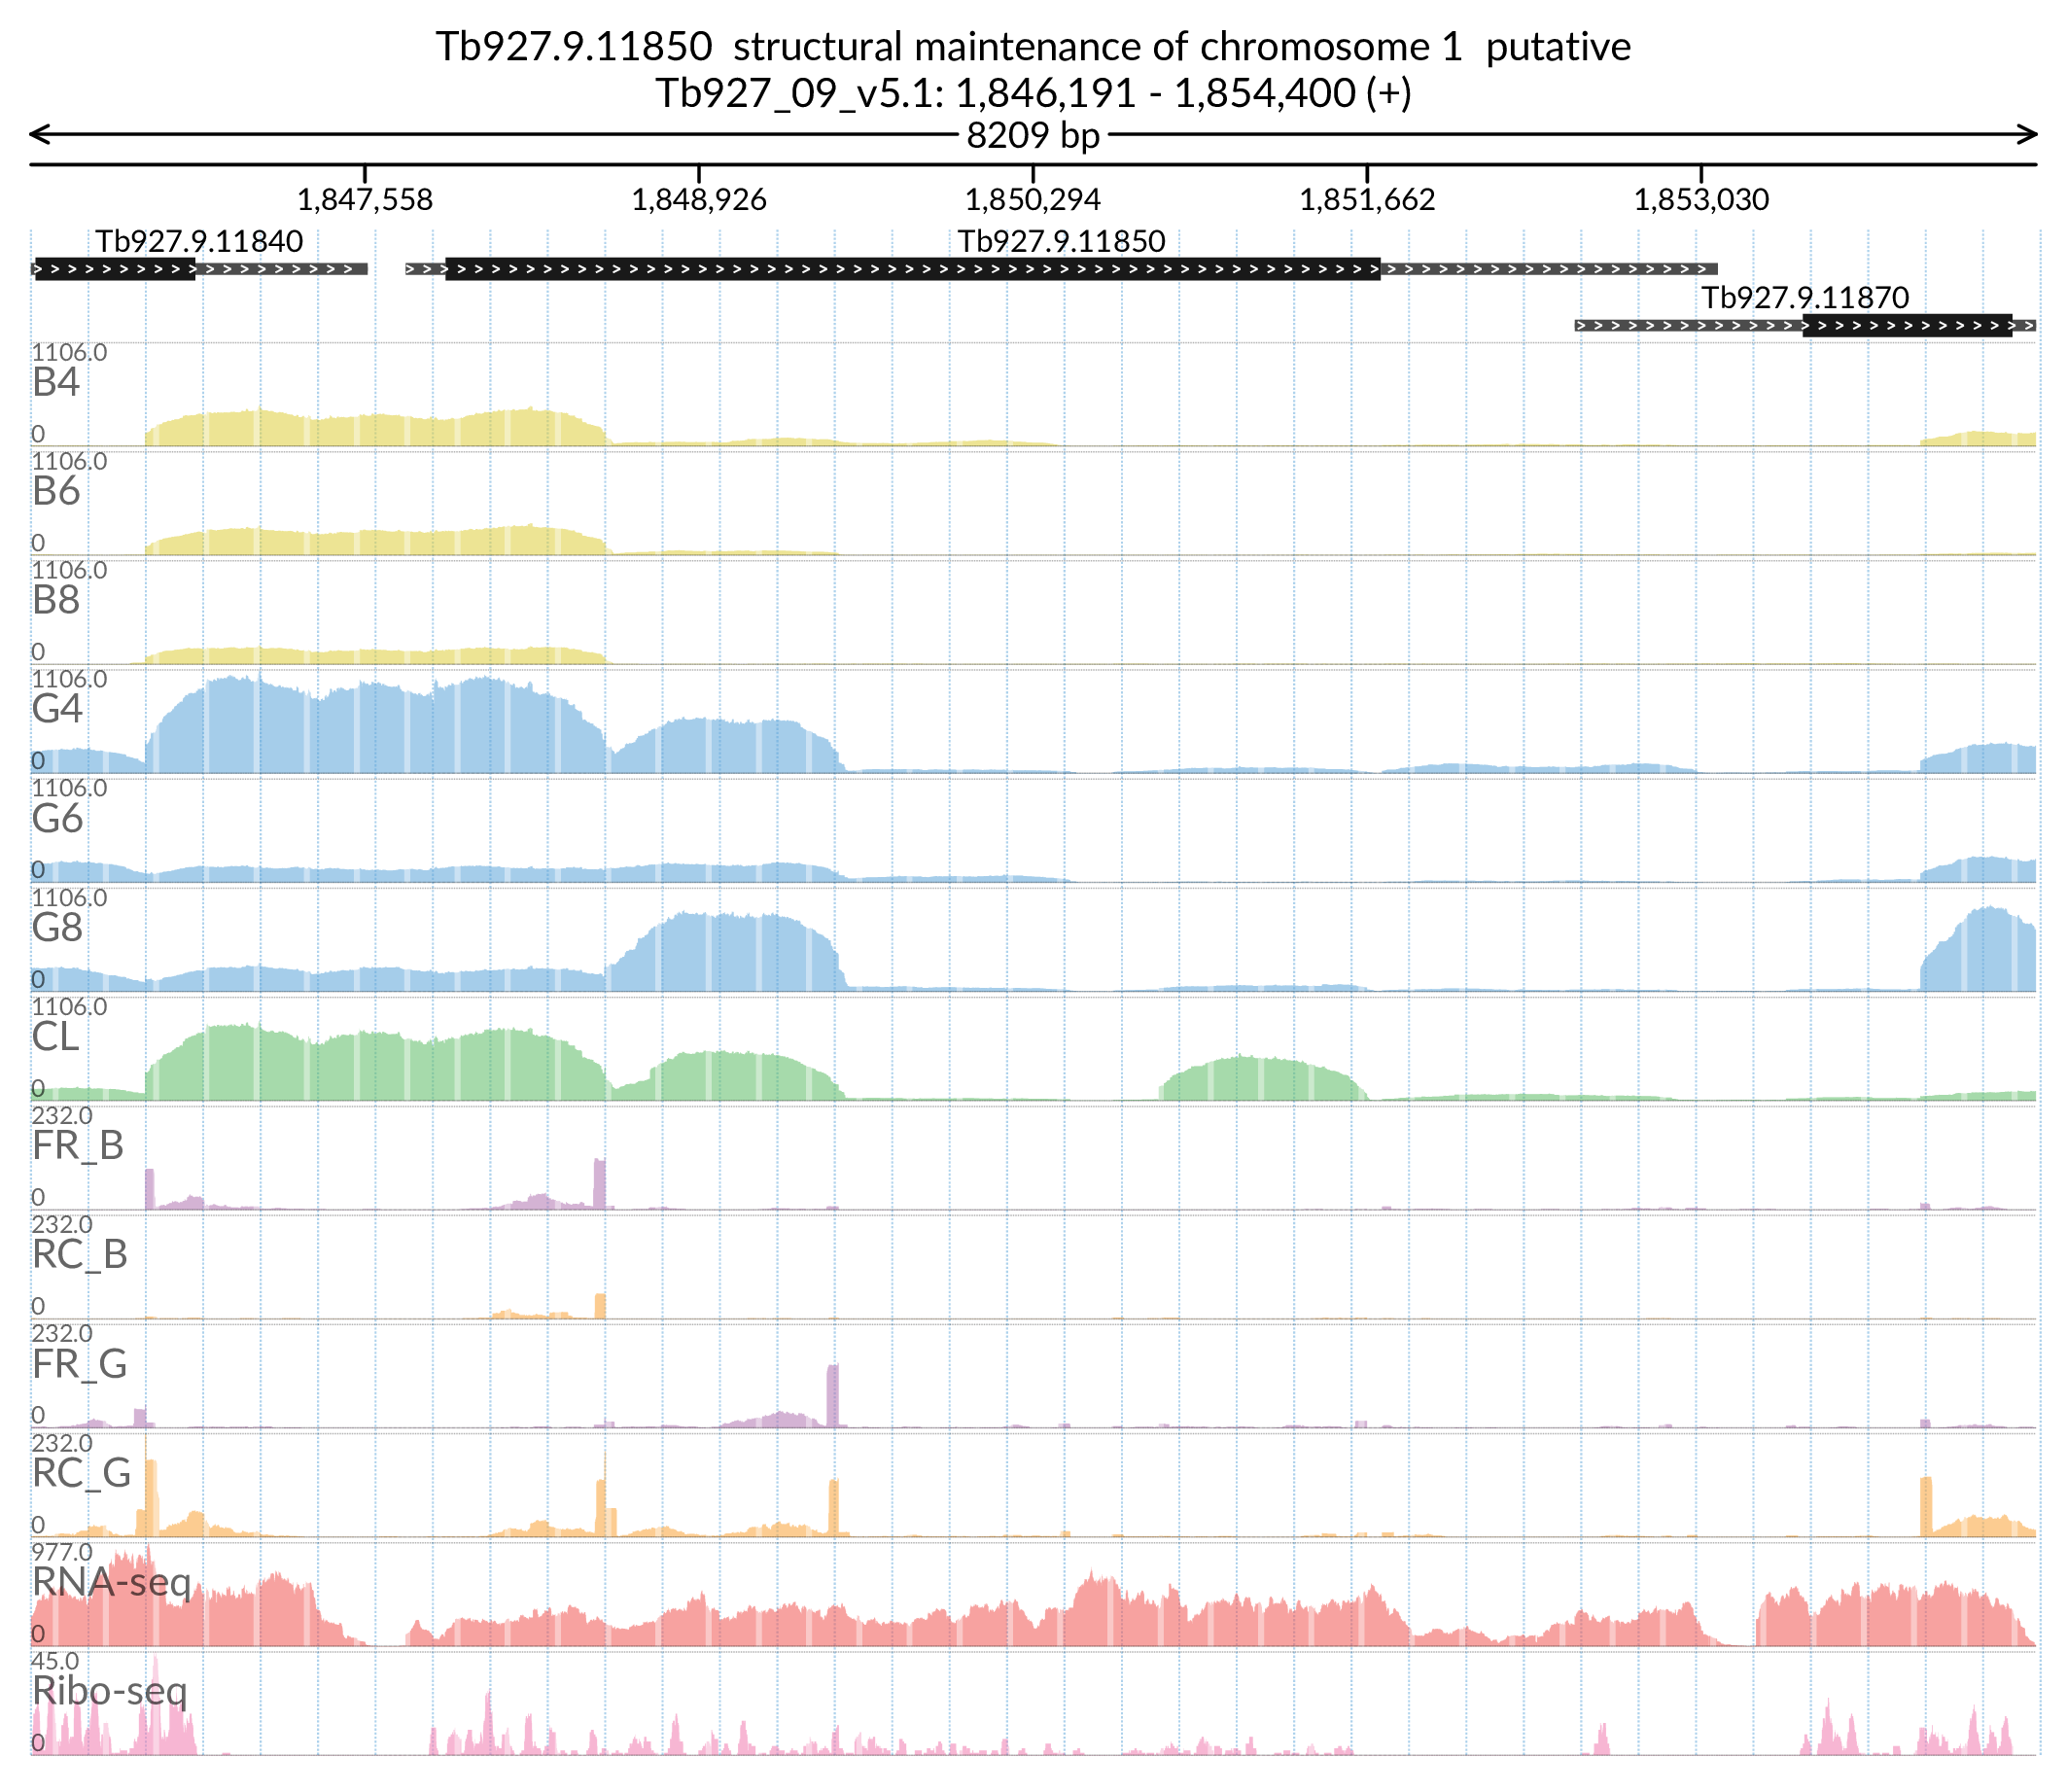 Tb927.9.11850  structural maintenance of chromosome 1  putative
Tb927_09_v5.1: 1,846,191 - 1,854,400 (+)
8209 bp
1,847,558 1,848,926 1,850,294 1,851,662 1,853,030
Tb927.9.11840 Tb927.9.11850
Tb927.9.11870
1106.0
B4
0
1106.0
B6
0
1106.0
B8
0
1106.0
G4
0
1106.0
G6
0
1106.0
G8
0
1106.0
CL
0
232.0
FR_B
0
232.0
RC_B
0
232.0
FR_G
0
232.0
RC_G
0
977.0
RNA-seq
0
45.0
Ribo-seq
0